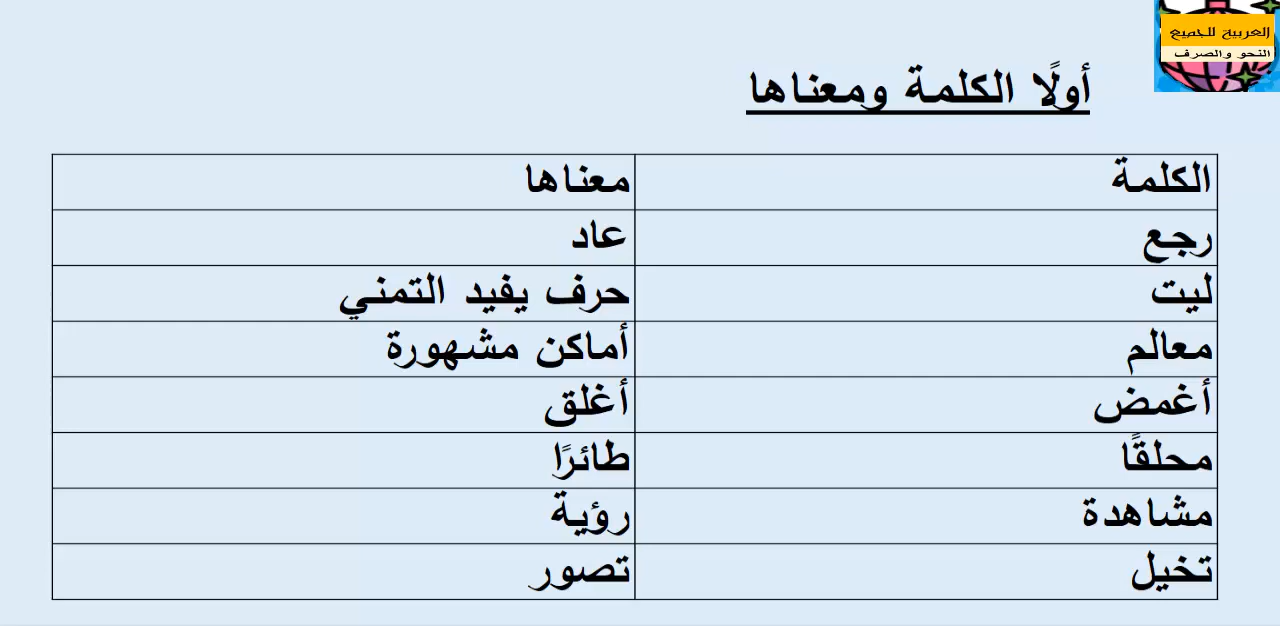 العربية للجميع
النحو والصرف
أولًا الكلمة ومعناها
الكلمة معناها
رجع عاد
ليت حرف يفيد التمني
معالم أماكن مشهورة
أغمض أغلق
محلقًا طائرًا
مشاهدة رؤية
تخيل تصور